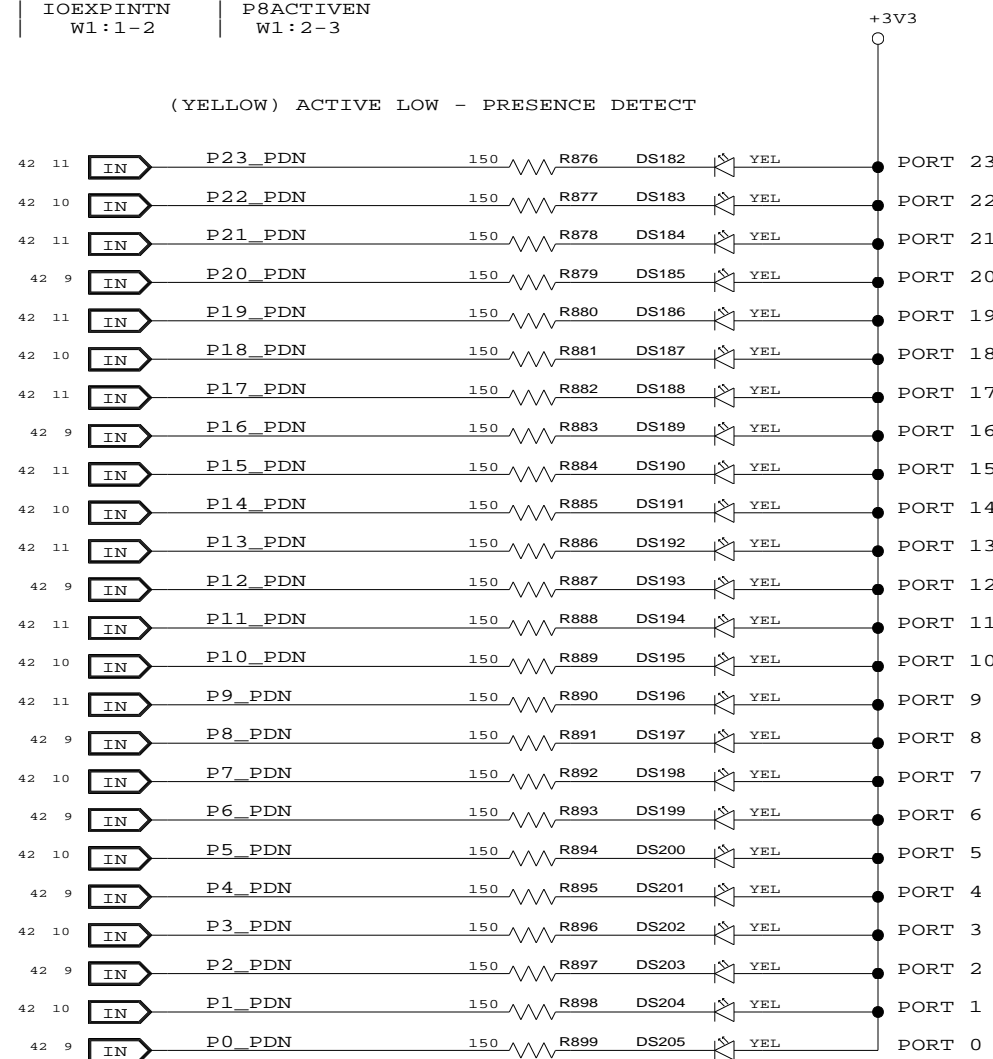 | IOEXPINTN | P8ACTIVEN
| W1:1-2 | W1:2-3
+3V3
(YELLOW) ACTIVE LOW - PRESENCE DETECT
42 11 IN P23_PDN 150 R876 DS182 YEL PORT 23
42 10 IN P22_PDN 150 R877 DS183 YEL PORT 22
42 11 IN P21_PDN 150 R878 DS184 YEL PORT 21
42 9 IN P20_PDN 150 R879 DS185 YEL PORT 20
42 11 IN P19_PDN 150 R880 DS186 YEL PORT 19
42 10 IN P18_PDN 150 R881 DS187 YEL PORT 18
42 11 IN P17_PDN 150 R882 DS188 YEL PORT 17
42 9 IN P16_PDN 150 R883 DS189 YEL PORT 16
42 11 IN P15_PDN 150 R884 DS190 YEL PORT 15
42 10 IN P14_PDN 150 R885 DS191 YEL PORT 14
42 11 IN P13_PDN 150 R886 DS192 YEL PORT 13
42 9 IN P12_PDN 150 R887 DS193 YEL PORT 12
42 11 IN P11_PDN 150 R888 DS194 YEL PORT 11
42 10 IN P10_PDN 150 R889 DS195 YEL PORT 10
42 11 IN P9_PDN 150 R890 DS196 YEL PORT 9
42 9 IN P8_PDN 150 R891 DS197 YEL PORT 8
42 10 IN P7_PDN 150 R892 DS198 YEL PORT 7
42 9 IN P6_PDN 150 R893 DS199 YEL PORT 6
42 10 IN P5_PDN 150 R894 DS200 YEL PORT 5
42 9 IN P4_PDN 150 R895 DS201 YEL PORT 4
42 10 IN P3_PDN 150 R896 DS202 YEL PORT 3
42 9 IN P2_PDN 150 R897 DS203 YEL PORT 2
42 10 IN P1_PDN 150 R898 DS204 YEL PORT 1
42 9 IN P0_PDN 150 R899 DS205 YEL PORT 0